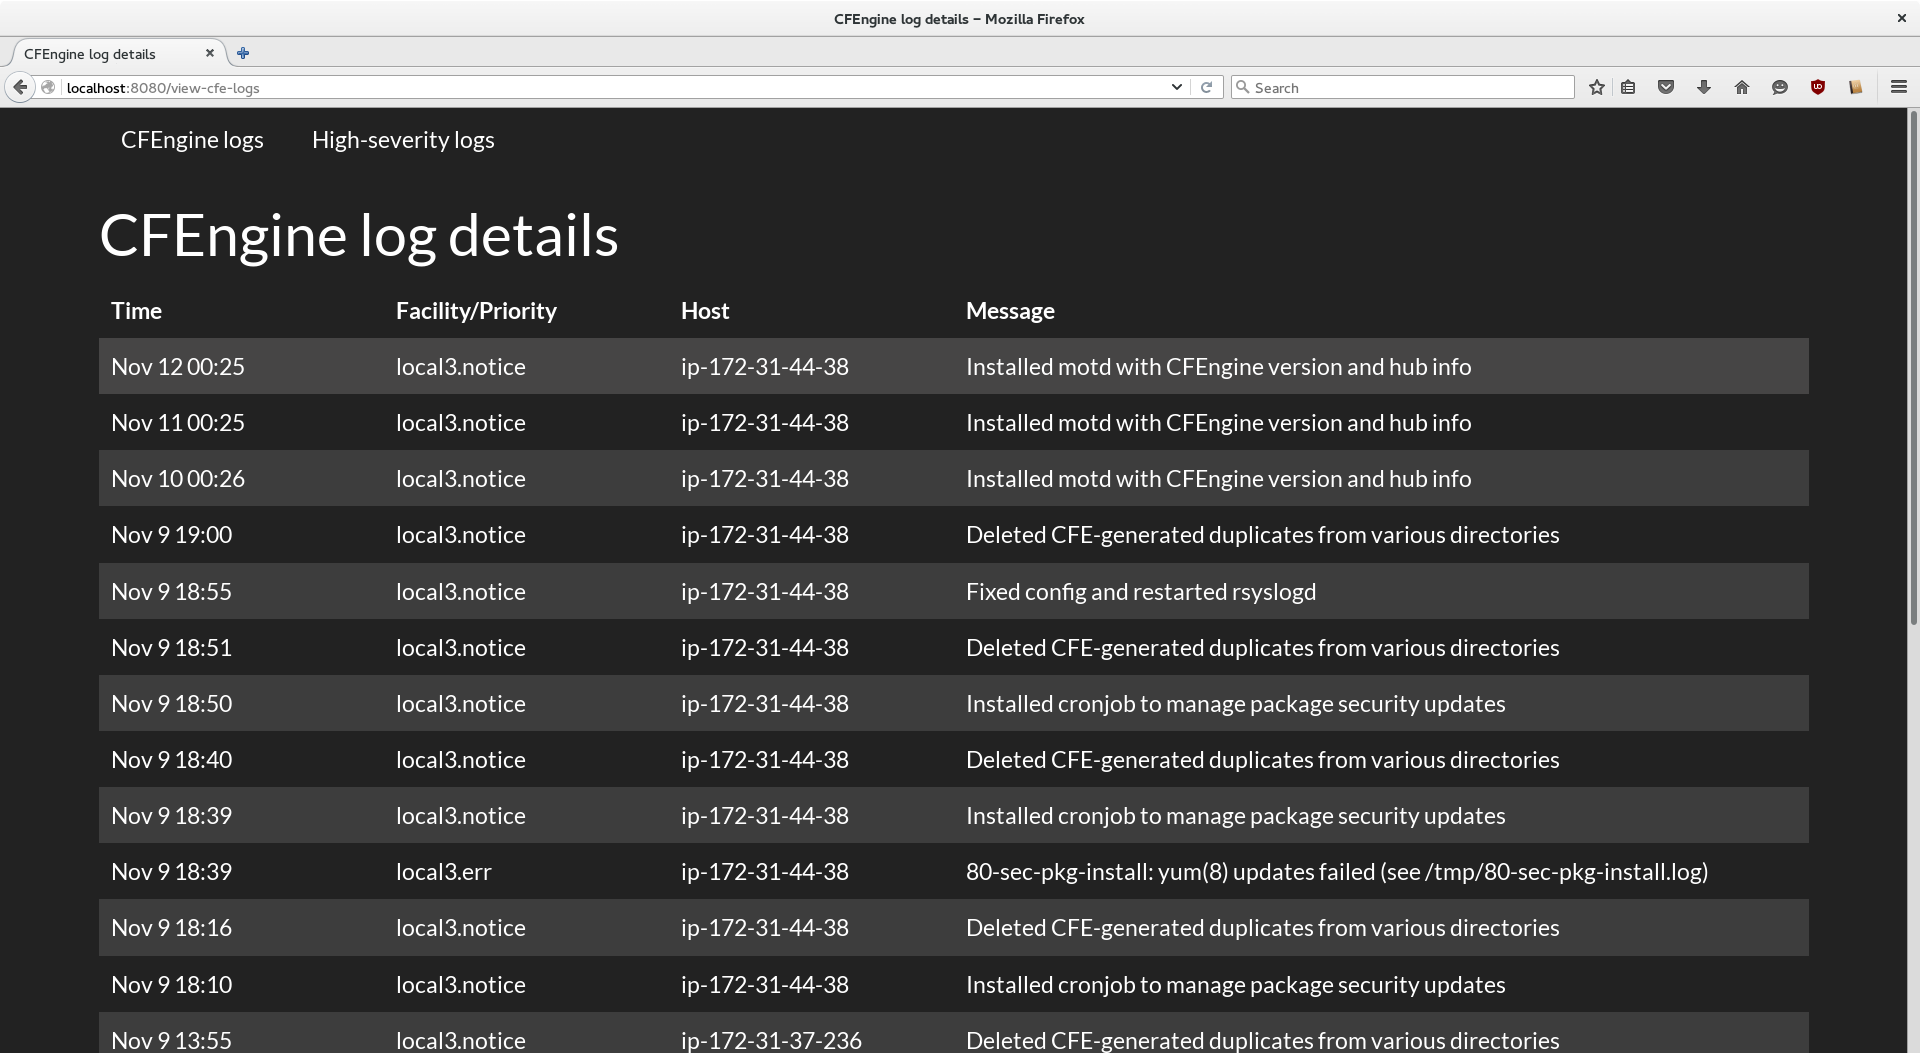 CFEngine log details – Mozilla Firefox
CFEngine log details
localhost:8080/view-cfe-logs
Search
CFEngine logs High-severity logs
CFEngine log details
Time Facility/Priority Host Message
Nov 12 00:25 local3.notice ip-172-31-44-38 Installed motd with CFEngine version and hub info
Nov 11 00:25 local3.notice ip-172-31-44-38 Installed motd with CFEngine version and hub info
Nov 10 00:26 local3.notice ip-172-31-44-38 Installed motd with CFEngine version and hub info
Nov 9 19:00 local3.notice ip-172-31-44-38 Deleted CFE-generated duplicates from various directories
Nov 9 18:55 local3.notice ip-172-31-44-38 Fixed config and restarted rsyslogd
Nov 9 18:51 local3.notice ip-172-31-44-38 Deleted CFE-generated duplicates from various directories
Nov 9 18:50 local3.notice ip-172-31-44-38 Installed cronjob to manage package security updates
Nov 9 18:40 local3.notice ip-172-31-44-38 Deleted CFE-generated duplicates from various directories
Nov 9 18:39 local3.notice ip-172-31-44-38 Installed cronjob to manage package security updates
Nov 9 18:39 local3.err ip-172-31-44-38 80-sec-pkg-install: yum(8) updates failed (see /tmp/80-sec-pkg-install.log)
Nov 9 18:16 local3.notice ip-172-31-44-38 Deleted CFE-generated duplicates from various directories
Nov 9 18:10 local3.notice ip-172-31-44-38 Installed cronjob to manage package security updates
Nov 9 13:55 local3.notice ip-172-31-37-236 Deleted CFE-generated duplicates from various directories